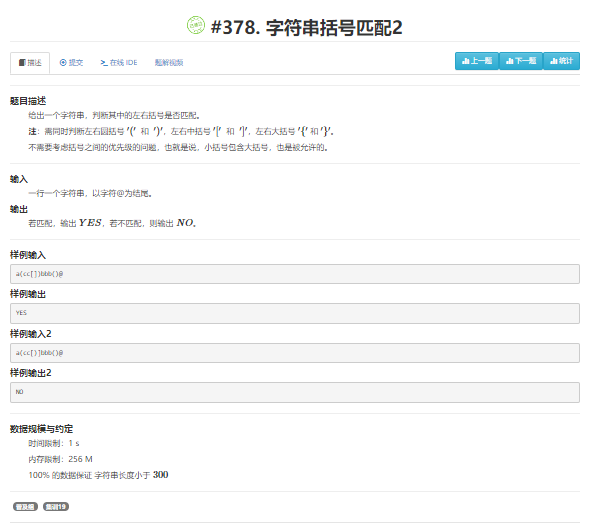 #378. 字符串括号匹配2
描述 提交 >_ 在线 IDE 题解视频 上一题 下一题 统计
题目描述
给出一个字符串，判断其中的左右括号是否匹配。
注：需同时判断左右圆括号 '(' 和 ')'，左右中括号 '[' 和 ']'，左右大括号 '{' 和 '}'。
不需要考虑括号之间的优先级的问题，也就是说，小括号包含大括号，也是被允许的。
输入
一行一个字符串，以字符@为结尾。
输出
若匹配，输出 YES，若不匹配，则输出 NO。
样例输入
a(cc[])bbb()@
样例输出
YES
样例输入2
a(cc[)]bbb()@
样例输出2
NO
数据规模与约定
时间限制：1 s
内存限制：256 M
100% 的数据保证 字符串长度小于 300
普及组 集训19